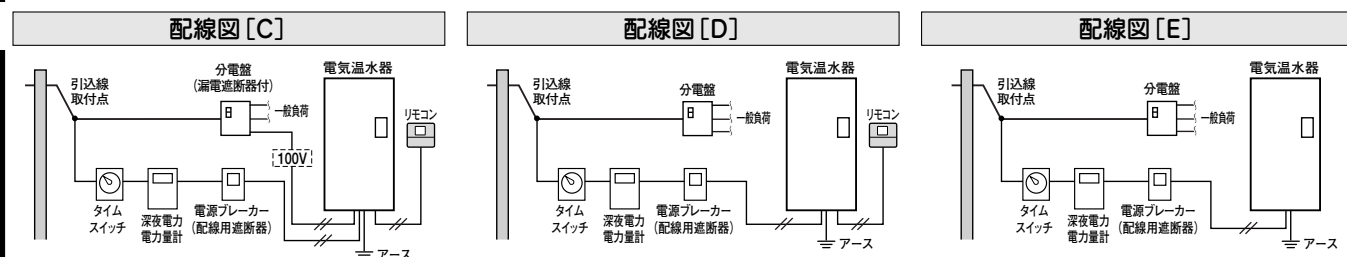 配線図[C]
引込線
取付点
分電盤
(漏電遮断器付)
一般負荷
100V
電気温水器
リモコン
タイム
スイッチ
深夜電力
電力量計
電源ブレーカー
(配線用遮断器)
アース
配線図[D]
引込線
取付点
分電盤
一般負荷
電気温水器
リモコン
タイム
スイッチ
深夜電力
電力量計
電源ブレーカー
(配線用遮断器)
アース
配線図[E]
引込線
取付点
分電盤
一般負荷
電気温水器
タイム
スイッチ
深夜電力
電力量計
電源ブレーカー
(配線用遮断器)
アース